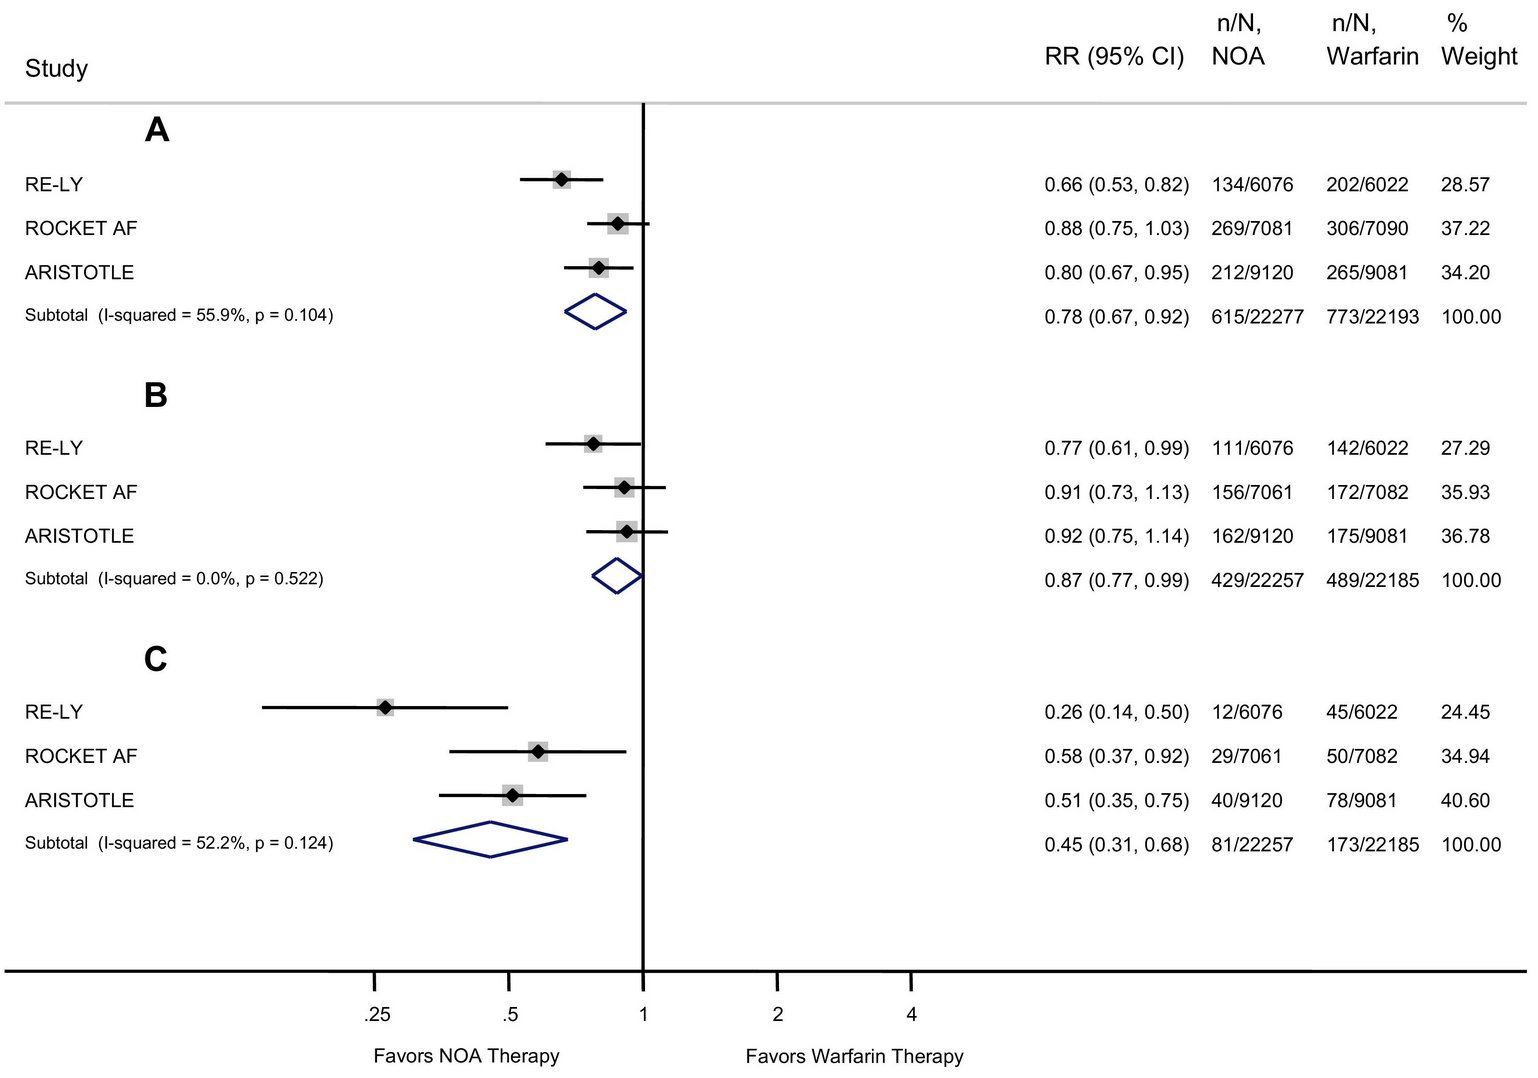 Study RR (95% CI) n/N, NOA n/N, Warfarin % Weight
A
RE-LY 0.66 (0.53, 0.82) 134/6076 202/6022 28.57
ROCKET AF 0.88 (0.75, 1.03) 269/7081 306/7090 37.22
ARISTOTLE 0.80 (0.67, 0.95) 212/9120 265/9081 34.20
Subtotal (I-squared = 55.9%, p = 0.104) 0.78 (0.67, 0.92) 615/22277 773/22193 100.00
B
RE-LY 0.77 (0.61, 0.99) 111/6076 142/6022 27.29
ROCKET AF 0.91 (0.73, 1.13) 156/7061 172/7082 35.93
ARISTOTLE 0.92 (0.75, 1.14) 162/9120 175/9081 36.78
Subtotal (I-squared = 0.0%, p = 0.522) 0.87 (0.77, 0.99) 429/22257 489/22185 100.00
C
RE-LY 0.26 (0.14, 0.50) 12/6076 45/6022 24.45
ROCKET AF 0.58 (0.37, 0.92) 29/7061 50/7082 34.94
ARISTOTLE 0.51 (0.35, 0.75) 40/9120 78/9081 40.60
Subtotal (I-squared = 52.2%, p = 0.124) 0.45 (0.31, 0.68) 81/22257 173/22185 100.00
.25 .5 1 2 4
Favors NOA Therapy Favors Warfarin Therapy